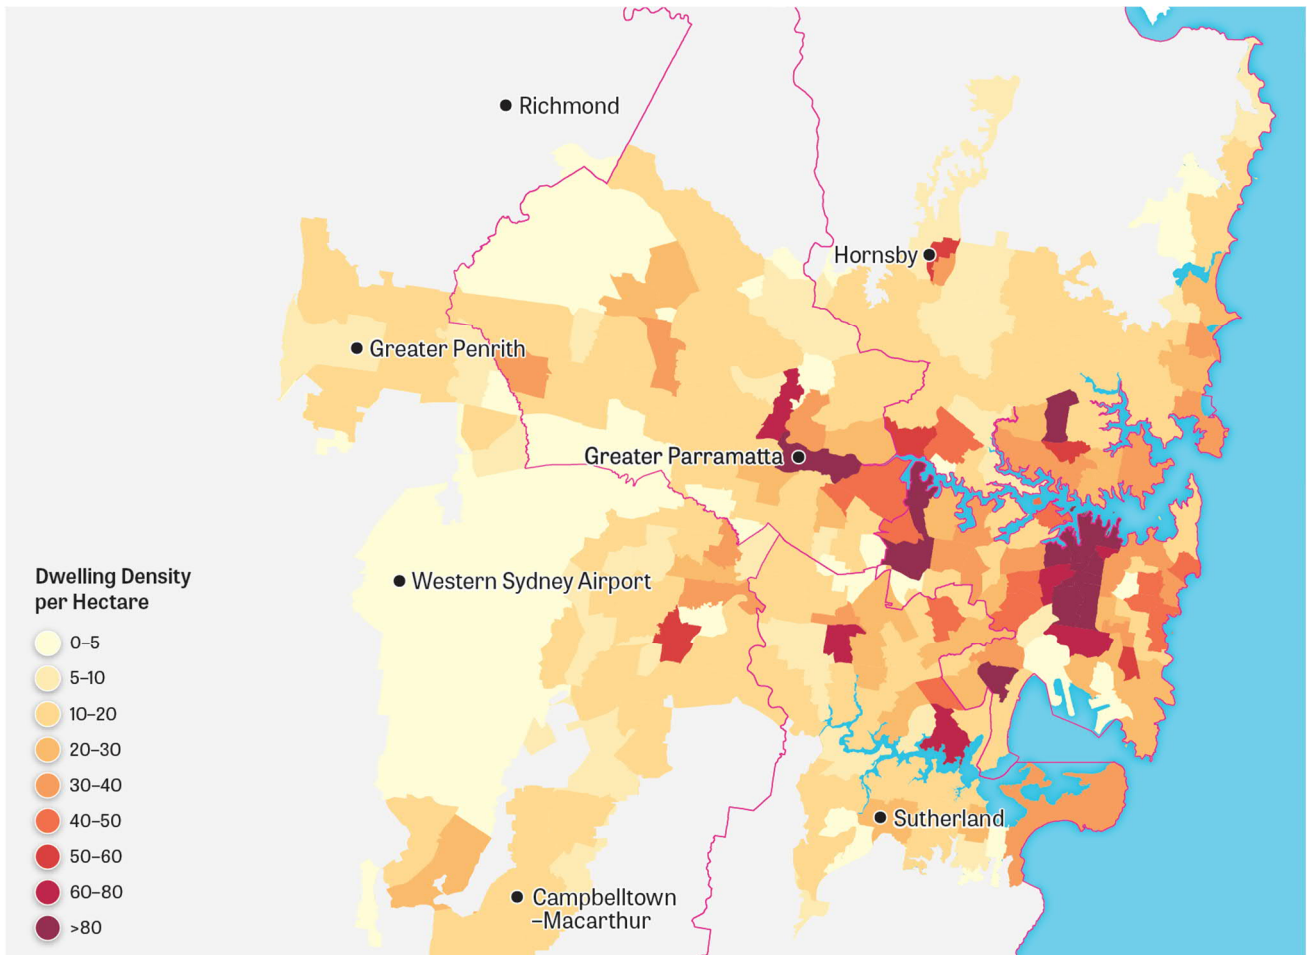 Richmond
Hornsby
Greater Penrith
Greater Parramatta
Western Sydney Airport
Dwelling Density
per Hectare
0–5
5–10
10–20
20–30
30–40
40–50
50–60
60–80
>80
Sutherland
Campbelltown
–Macarthur